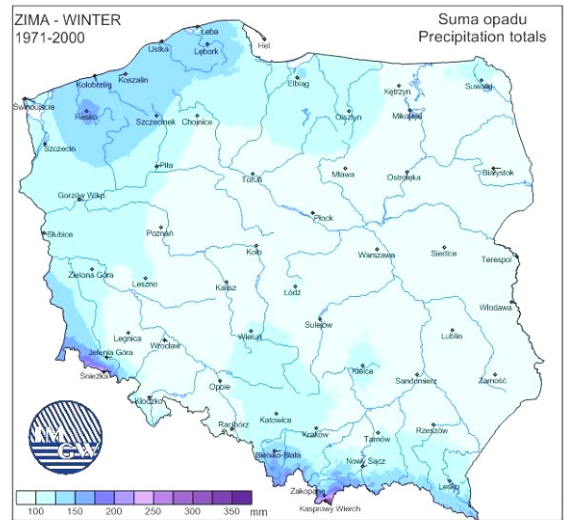 ZIMA - WINTER
1971-2000
Suma opadu
Precipitation totals
Łeba
Ustka
Lębork
Hel
Koszalin
Kołobrzeg
Elbląg
Kętrzyn
Suwałki
Świnoujście
Resko
Szczecinek
Chojnice
Olsztyn
Mikołajki
Szczecin
Piła
Toruń
Mława
Ostrołęka
Białystok
Gorzów Wlkp.
Płock
Słubice
Poznań
Koło
Warszawa
Siedlce
Terespol
Zielona Góra
Leszno
Kalisz
Łódź
Włodawa
Sulejów
Legnica
Wrocław
Wieluń
Lublin
Jelenia Góra
Śnieżka
Kielce
Sandomierz
Zamość
Opole
Kłodzko
Racibórz
Katowice
Kraków
Tarnów
Rzeszów
Bielsko-Biała
Nowy Sącz
Lesko
Zakopane
Kasprowy Wierch
IM
GW
100 150 200 250 300 350 mm